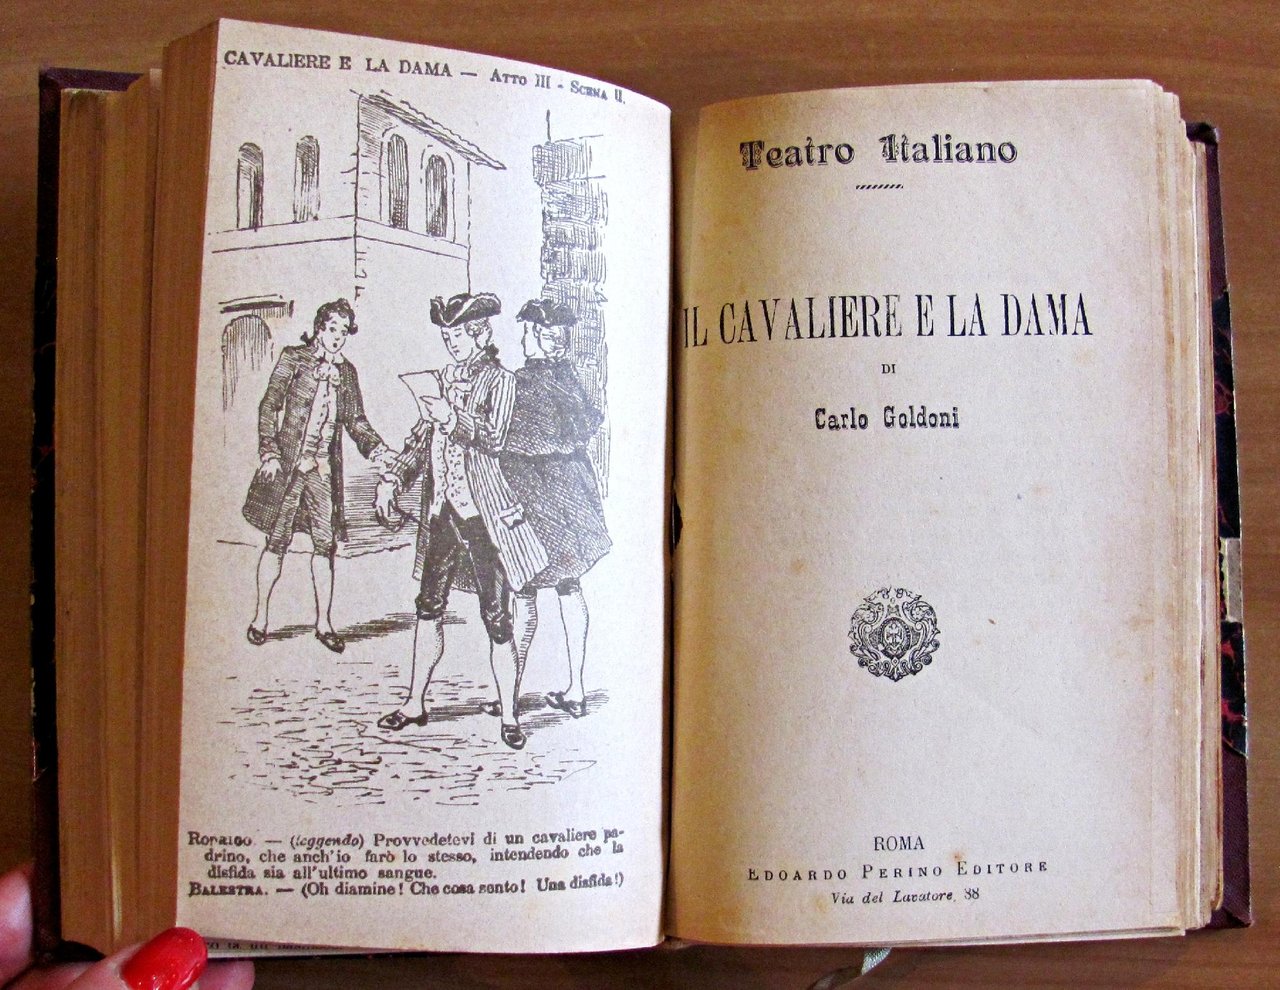 CAVALIERE E LA DAMA — ATTO III - SCENA II.
RODRIGO. — (leggendo) Provvedetevi di un cavaliere pa-
drino, che anch'io farò lo stesso, intendendo che la
disfida sia all'ultimo sangue.
BALESTRA. — (Oh diamine! Che cosa sento! Una disfida!)
Teatro Italiano
IL CAVALIERE E LA DAMA
DI
Carlo Goldoni
ROMA
EDOARDO PERINO EDITORE
Via del Lavatore, 88